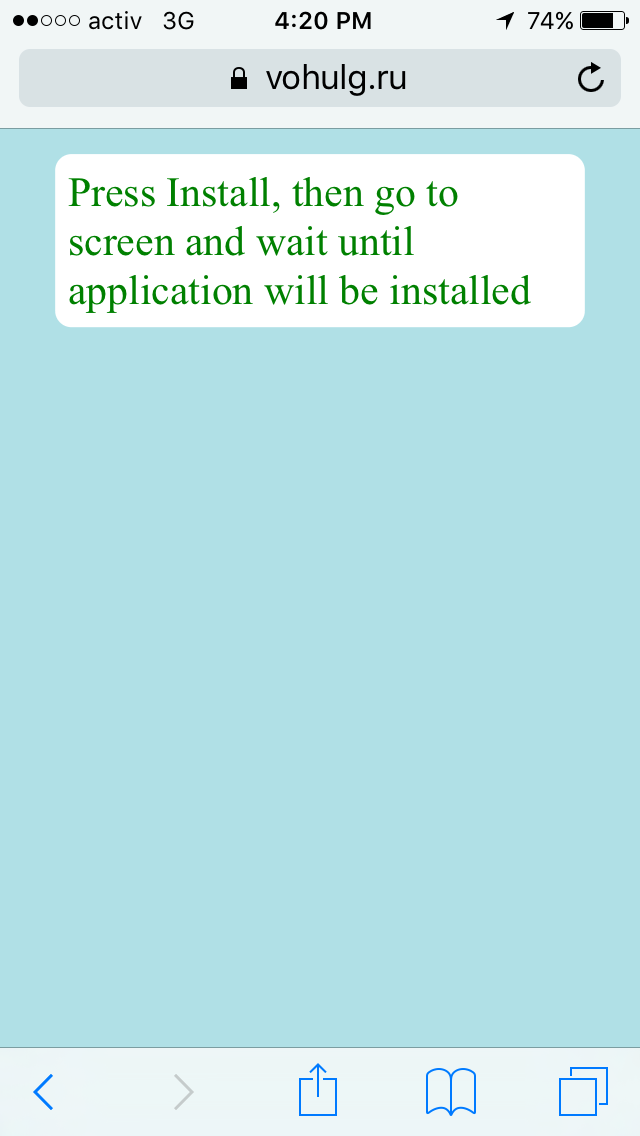 activ 3G 4:20 PM 74%
vohulg.ru
Press Install, then go to
screen and wait until
application will be installed